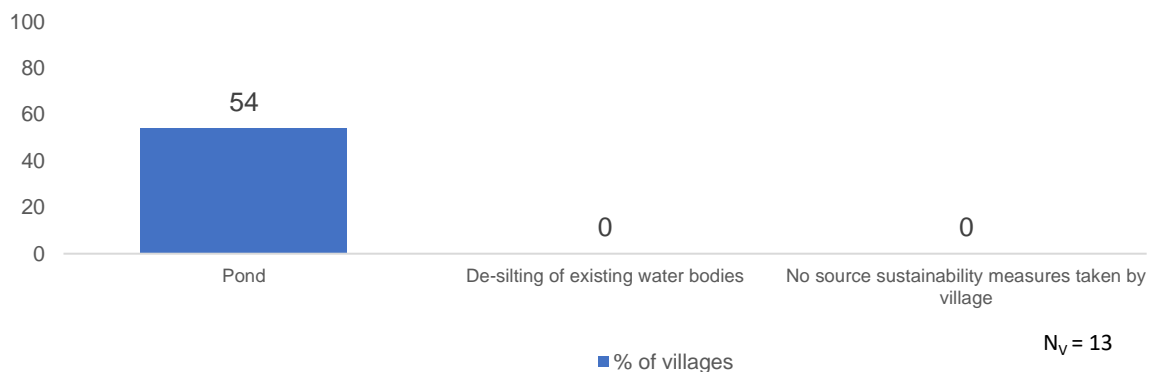 100
80
60
40
20
0
54
0
0
Pond
De-silting of existing water bodies
No source sustainability measures taken by
village
N_V = 13
% of villages